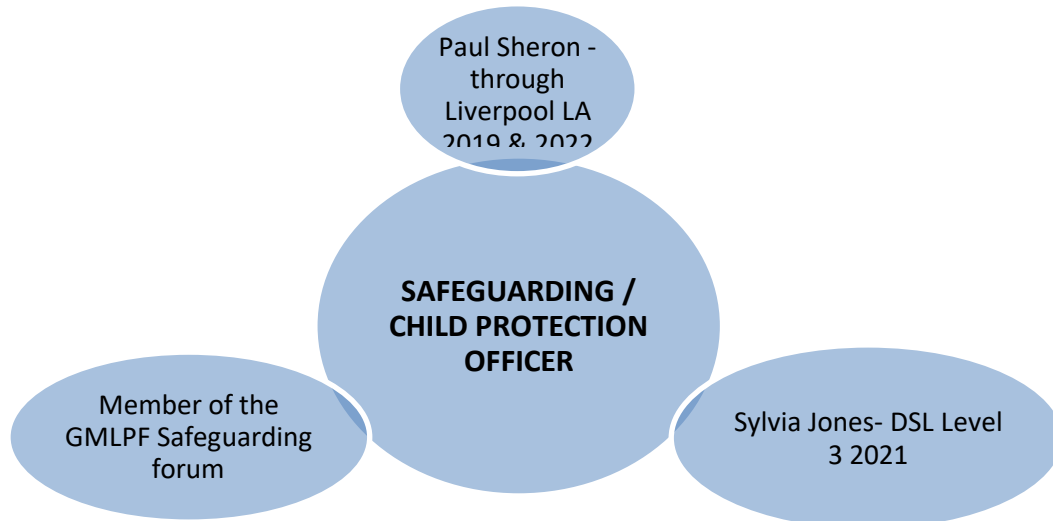 Paul Sheron -
through
Liverpool LA
2019 & 2022
SAFEGUARDING /
CHILD PROTECTION
OFFICER
Member of the
GMLPF Safeguarding
forum
Sylvia Jones- DSL Level
3 2021